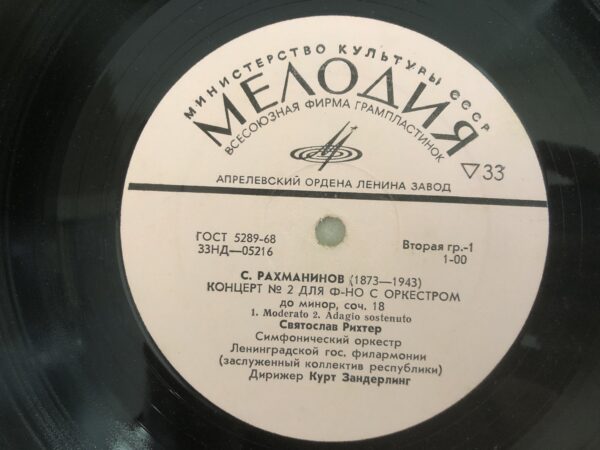 МИНИСТЕРСТВО КУЛЬТУРЫ СССР
МЕЛОДИЯ
ВСЕСОЮЗНАЯ ФИРМА ГРАМПЛАСТИНОК
▽33
АПРЕЛЕВСКИЙ ОРДЕНА ЛЕНИНА ЗАВОД
ГОСТ 5289-68
33НД—05216
Вторая гр.-1
1-00
С. РАХМАНИНОВ (1873—1943)
КОНЦЕРТ № 2 ДЛЯ Ф-НО С ОРКЕСТРОМ
до минор, соч. 18
1. Moderato 2. Adagio sostenuto
Святослав Рихтер
Симфонический оркестр
Ленинградской гос. филармонии
(заслуженный коллектив республики)
Дирижер Курт Зандерлинг